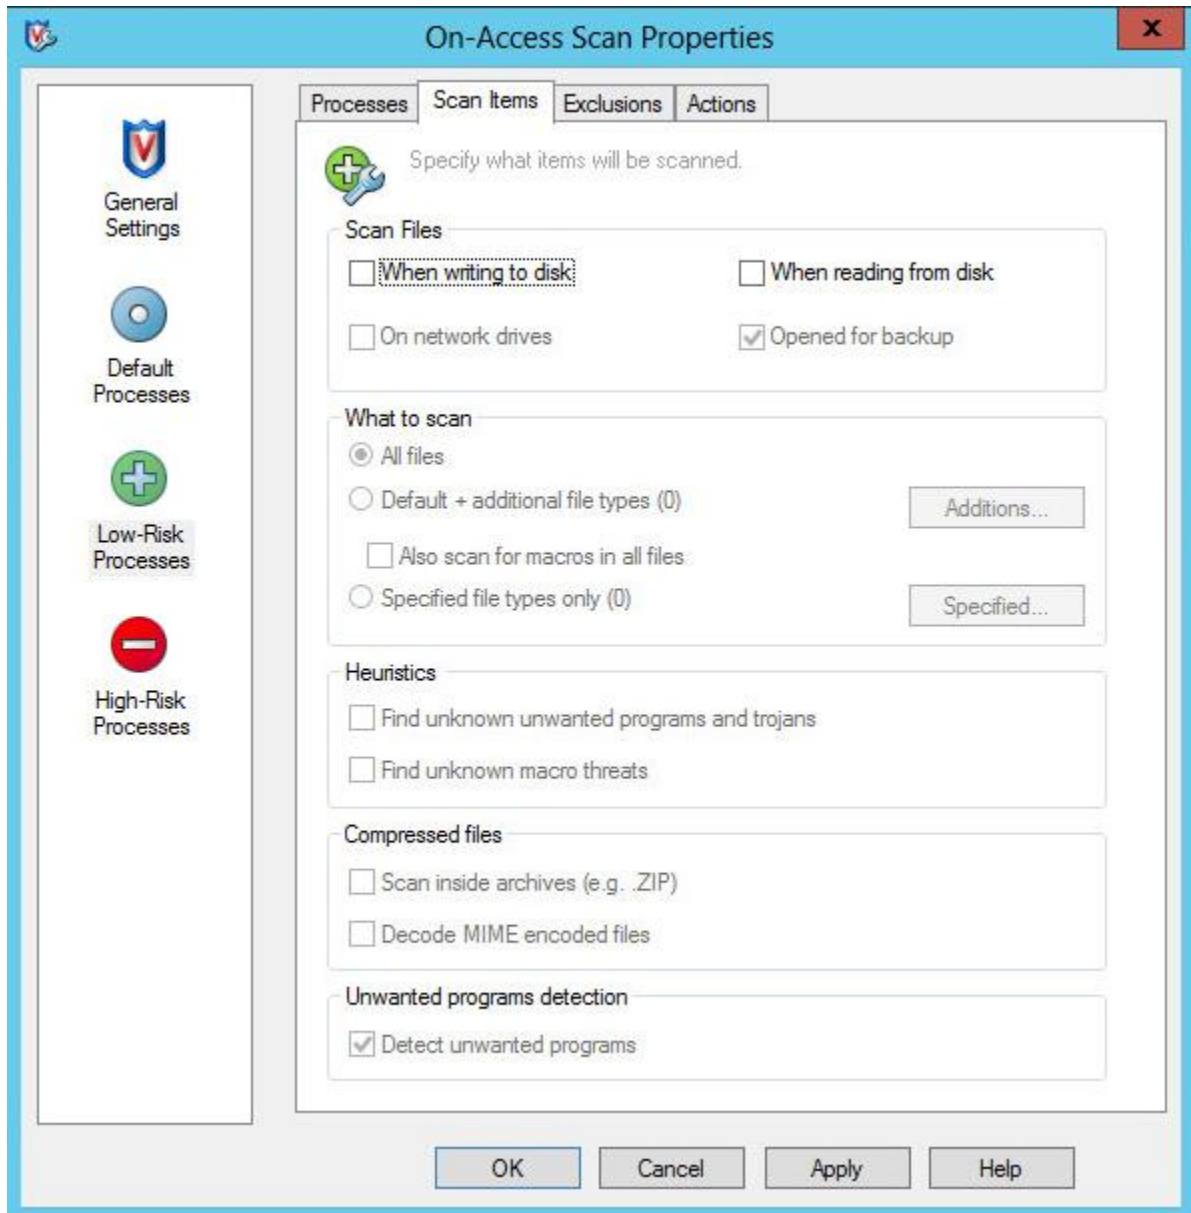 On-Access Scan Properties
x
General
Settings
Default
Processes
Low-Risk
Processes
High-Risk
Processes
Processes Scan Items Exclusions Actions
Specify what items will be scanned.
Scan Files
When writing to disk When reading from disk
On network drives Opened for backup
What to scan
All files
Default + additional file types (0) Additions...
Also scan for macros in all files
Specified file types only (0) Specified...
Heuristics
Find unknown unwanted programs and trojans
Find unknown macro threats
Compressed files
Scan inside archives (e.g. .ZIP)
Decode MIME encoded files
Unwanted programs detection
Detect unwanted programs
OK Cancel Apply Help